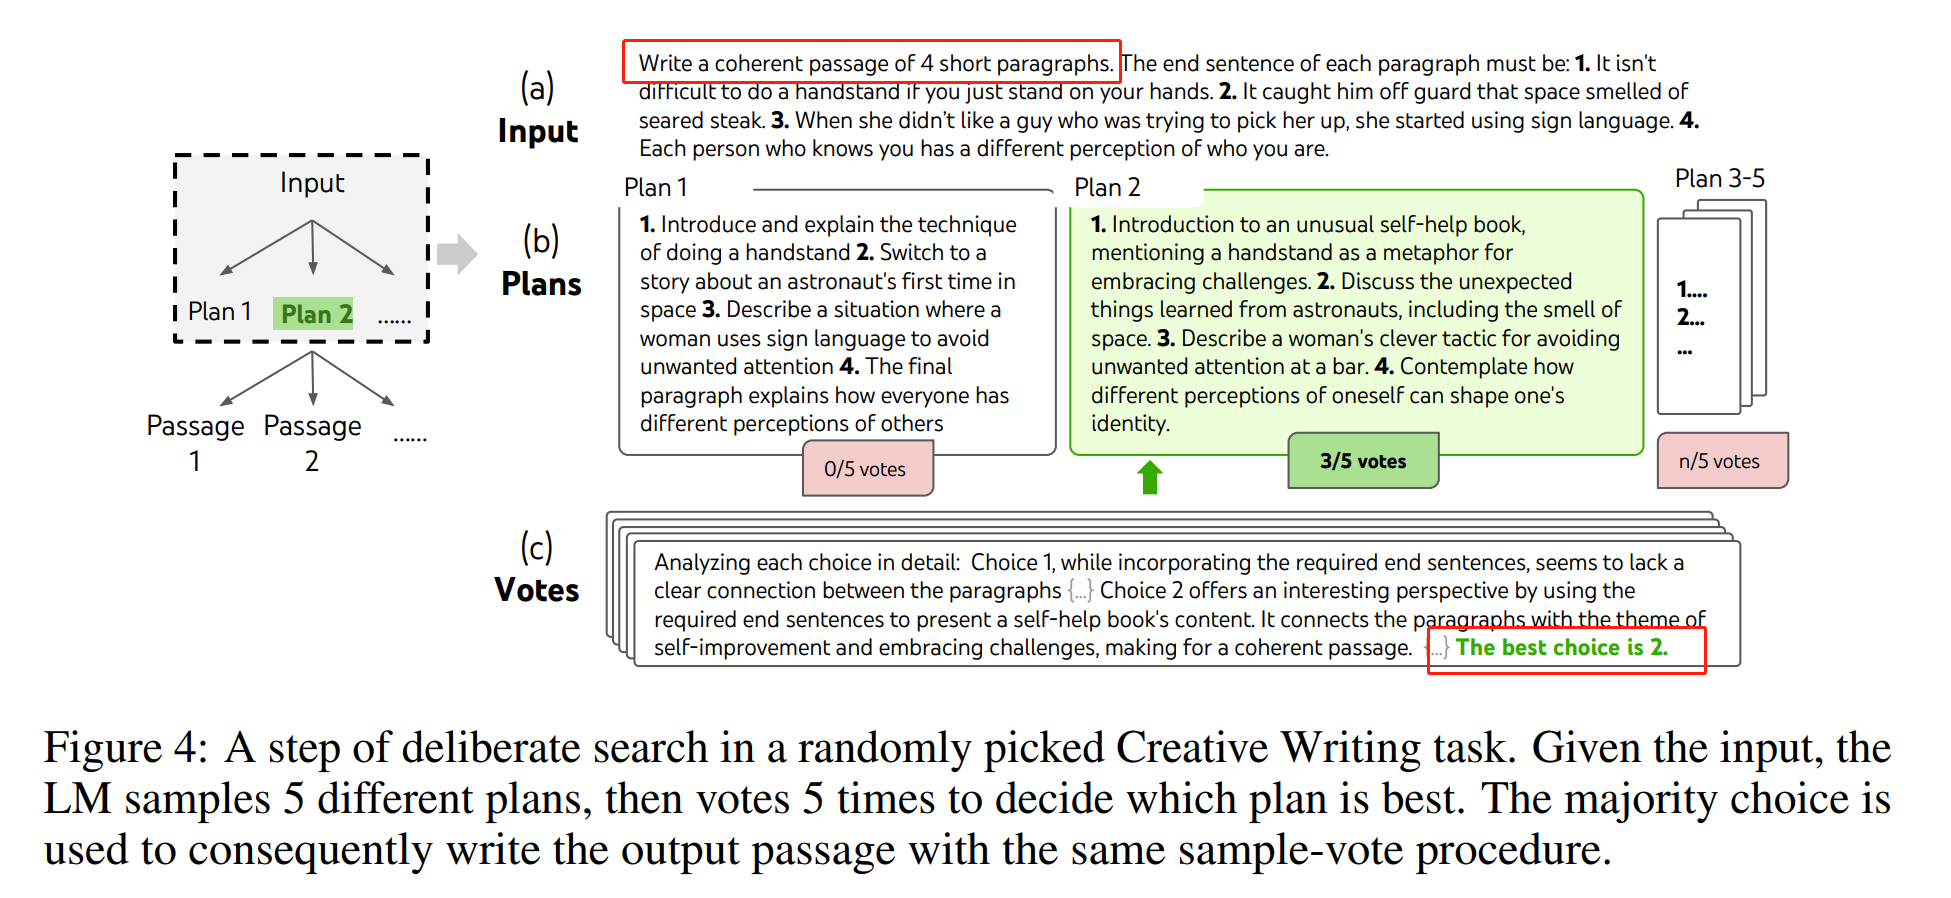 Input
Plan 1 Plan 2 ......
Passage 1 Passage 2 ......
(a)
Input
Write a coherent passage of 4 short paragraphs. The end sentence of each paragraph must be: 1. It isn't
difficult to do a handstand if you just stand on your hands. 2. It caught him off guard that space smelled of
seared steak. 3. When she didn't like a guy who was trying to pick her up, she started using sign language. 4.
Each person who knows you has a different perception of who you are.
(b)
Plans
Plan 1
1. Introduce and explain the technique
of doing a handstand 2. Switch to a
story about an astronaut's first time in
space 3. Describe a situation where a
woman uses sign language to avoid
unwanted attention 4. The final
paragraph explains how everyone has
different perceptions of others
0/5 votes
Plan 2
1. Introduction to an unusual self-help book,
mentioning a handstand as a metaphor for
embracing challenges. 2. Discuss the unexpected
things learned from astronauts, including the smell of
space. 3. Describe a woman's clever tactic for avoiding
unwanted attention at a bar. 4. Contemplate how
different perceptions of oneself can shape one's
identity.
3/5 votes
Plan 3-5
1....
2...
...
n/5 votes
(c)
Votes
Analyzing each choice in detail: Choice 1, while incorporating the required end sentences, seems to lack a
clear connection between the paragraphs {...} Choice 2 offers an interesting perspective by using the
required end sentences to present a self-help book's content. It connects the paragraphs with the theme of
self-improvement and embracing challenges, making for a coherent passage. {...} The best choice is 2.
Figure 4: A step of deliberate search in a randomly picked Creative Writing task. Given the input, the
LM samples 5 different plans, then votes 5 times to decide which plan is best. The majority choice is
used to consequently write the output passage with the same sample-vote procedure.